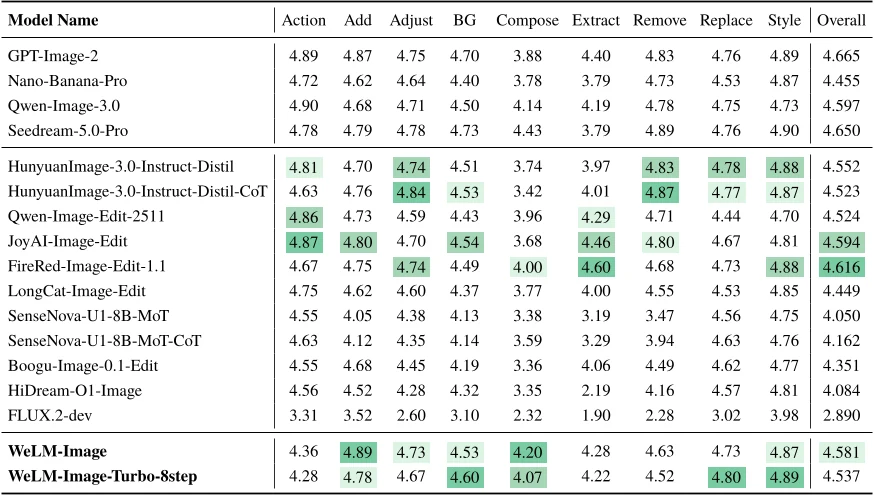 Model Name Action Add Adjust BG Compose Extract Remove Replace Style Overall
GPT-Image-2 4.89 4.87 4.75 4.70 3.88 4.40 4.83 4.76 4.89 4.665
Nano-Banana-Pro 4.72 4.62 4.64 4.40 3.78 3.79 4.73 4.53 4.87 4.455
Qwen-Image-3.0 4.90 4.68 4.71 4.50 4.14 4.19 4.78 4.75 4.73 4.597
Seedream-5.0-Pro 4.78 4.79 4.78 4.73 4.43 3.79 4.89 4.76 4.90 4.650
HunyuanImage-3.0-Instruct-Distil 4.81 4.70 4.74 4.51 3.74 3.97 4.83 4.78 4.88 4.552
HunyuanImage-3.0-Instruct-Distil-CoT 4.63 4.76 4.84 4.53 3.42 4.01 4.87 4.77 4.87 4.523
Qwen-Image-Edit-2511 4.86 4.73 4.59 4.43 3.96 4.29 4.71 4.44 4.70 4.524
JoyAI-Image-Edit 4.87 4.80 4.70 4.54 3.68 4.46 4.80 4.67 4.81 4.594
FireRed-Image-Edit-1.1 4.67 4.75 4.74 4.49 4.00 4.60 4.68 4.73 4.88 4.616
LongCat-Image-Edit 4.75 4.62 4.60 4.37 3.77 4.00 4.55 4.53 4.85 4.449
SenseNova-U1-8B-MoT 4.55 4.05 4.38 4.13 3.38 3.19 3.47 4.56 4.75 4.050
SenseNova-U1-8B-MoT-CoT 4.63 4.12 4.35 4.14 3.59 3.29 3.94 4.63 4.76 4.162
Boogu-Image-0.1-Edit 4.55 4.68 4.45 4.19 3.36 4.06 4.49 4.62 4.77 4.351
HiDream-O1-Image 4.56 4.52 4.28 4.32 3.35 2.19 4.16 4.57 4.81 4.084
FLUX.2-dev 3.31 3.52 2.60 3.10 2.32 1.90 2.28 3.02 3.98 2.890
WeLM-Image 4.36 4.89 4.73 4.53 4.20 4.28 4.63 4.73 4.87 4.581
WeLM-Image-Turbo-8step 4.28 4.78 4.67 4.60 4.07 4.22 4.52 4.80 4.89 4.537